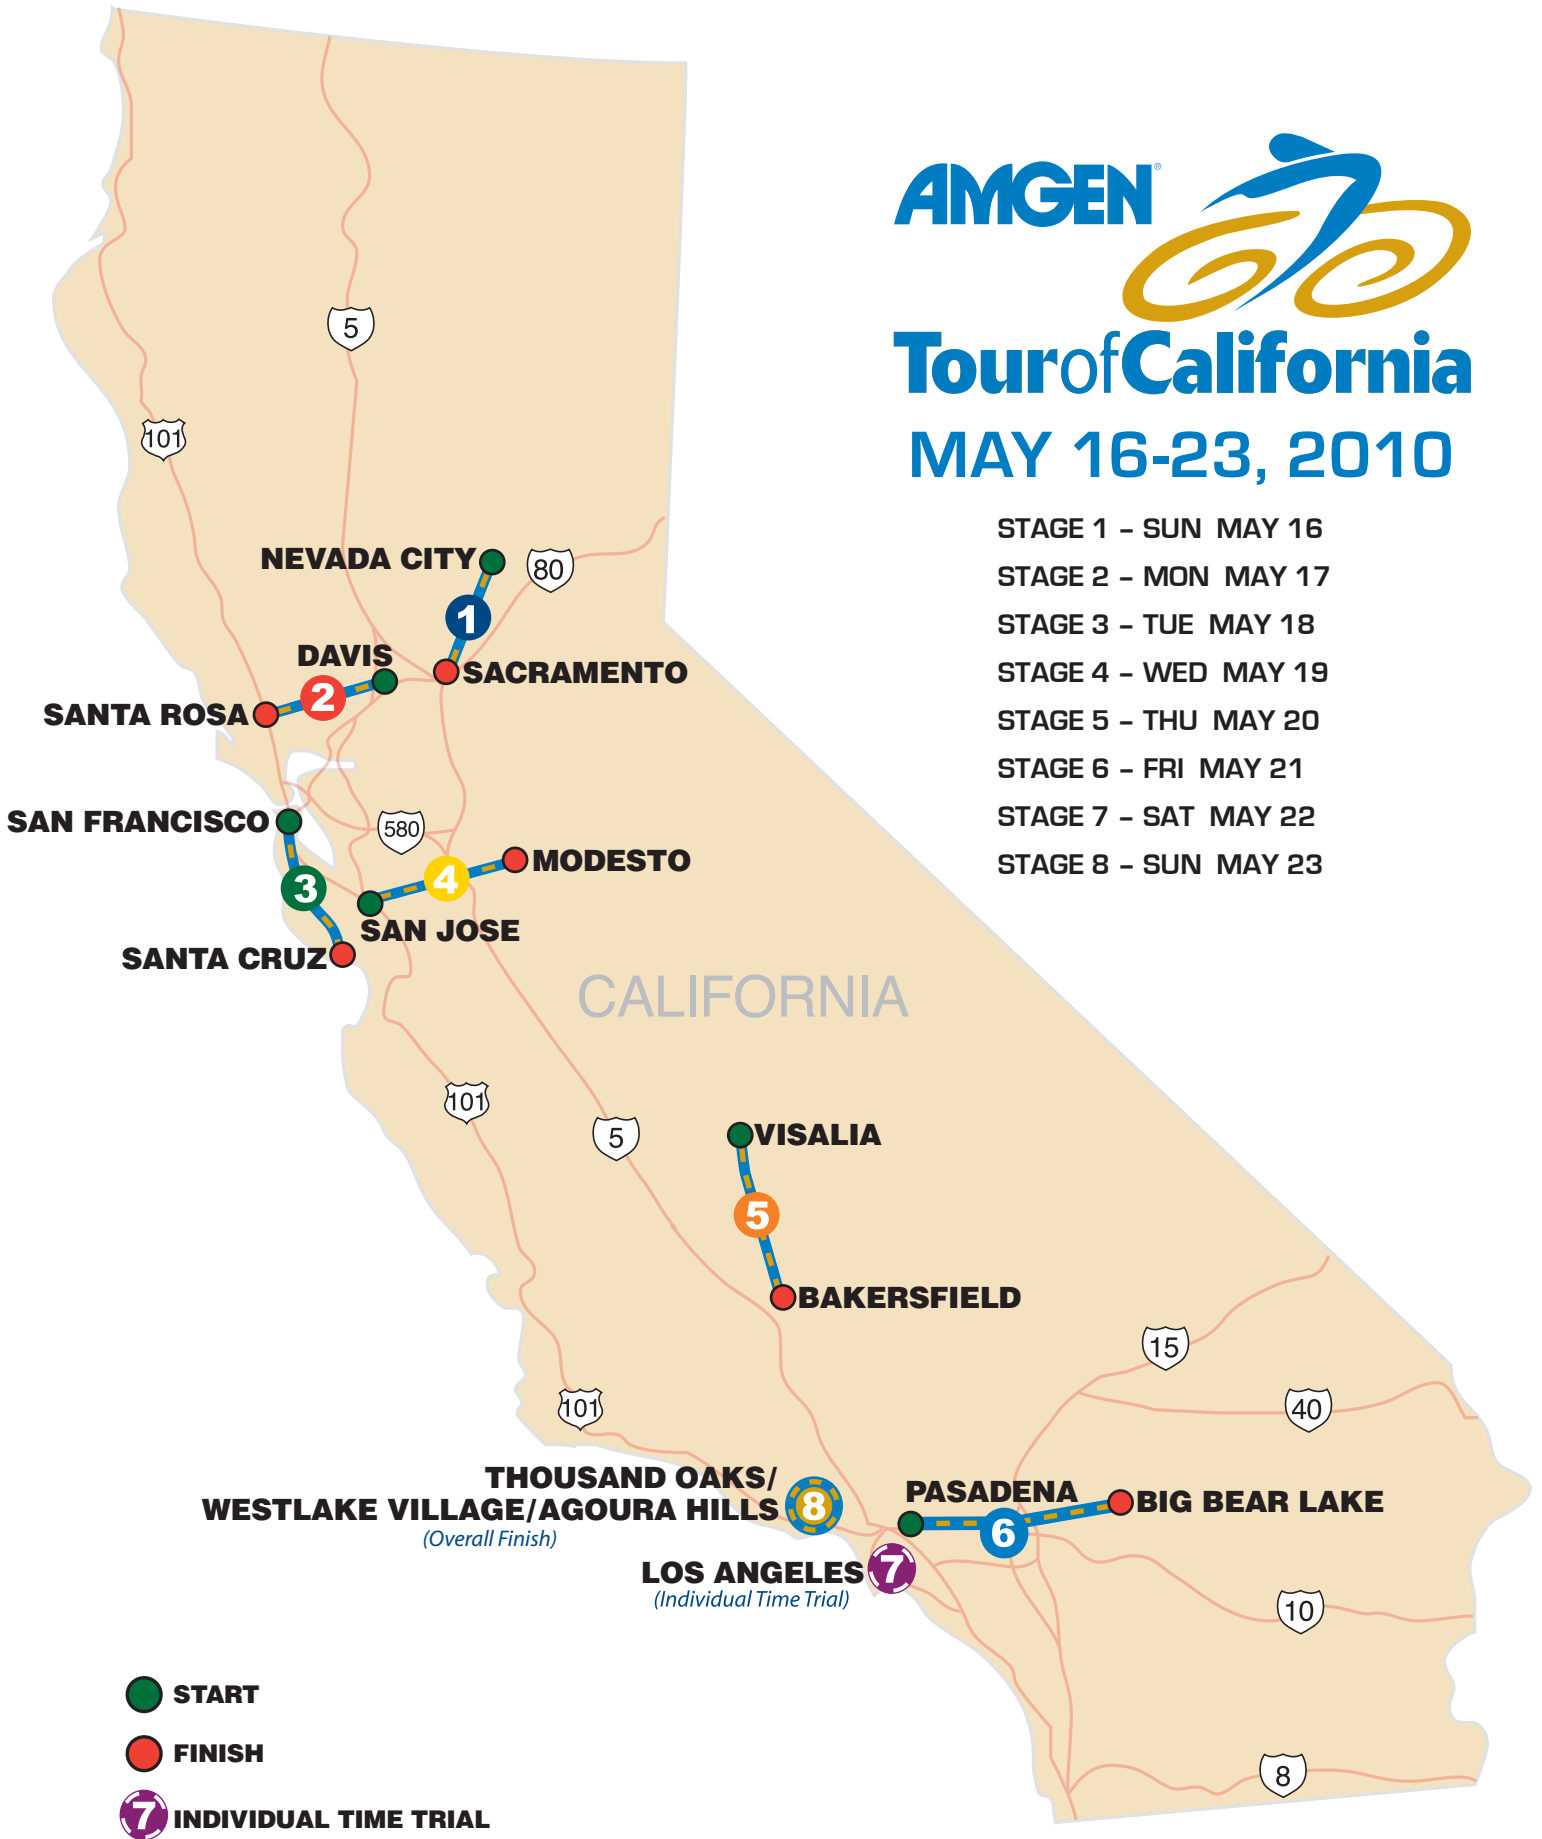 AMGEN®
Tour of California
MAY 16-23, 2010
STAGE 1 – SUN MAY 16
STAGE 2 – MON MAY 17
STAGE 3 – TUE MAY 18
STAGE 4 – WED MAY 19
STAGE 5 – THU MAY 20
STAGE 6 – FRI MAY 21
STAGE 7 – SAT MAY 22
STAGE 8 – SUN MAY 23
5
101
NEVADA CITY
80
1
DAVIS
SACRAMENTO
2
SANTA ROSA
SAN FRANCISCO
580
MODESTO
4
3
SAN JOSE
SANTA CRUZ
CALIFORNIA
101
5
VISALIA
5
BAKERSFIELD
15
40
101
THOUSAND OAKS/
WESTLAKE VILLAGE/AGOURA HILLS
(Overall Finish)
8
PASADENA
BIG BEAR LAKE
6
LOS ANGELES
(Individual Time Trial)
7
10
8
START
FINISH
7 INDIVIDUAL TIME TRIAL